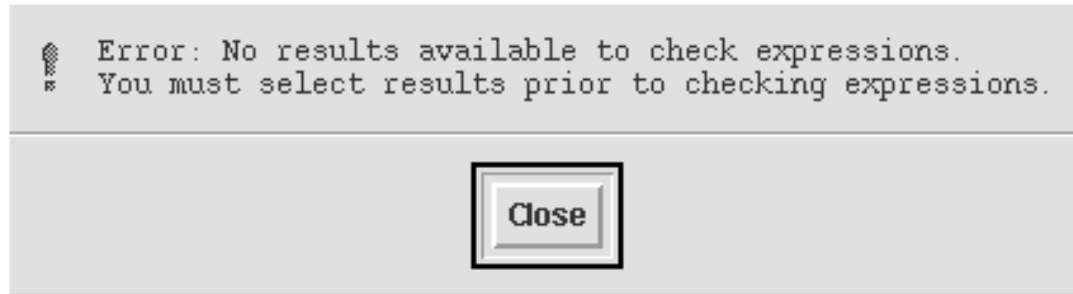 Error: No results available to check expressions.
You must select results prior to checking expressions.
Close